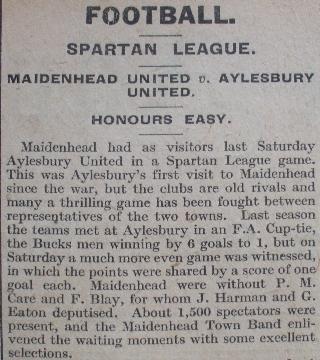 FOOTBALL.
SPARTAN LEAGUE.
MAIDENHEAD UNITED v. AYLESBURY
UNITED.
HONOURS EASY.
Maidenhead had as visitors last Saturday
Aylesbury United in a Spartan League game.
This was Aylesbury's first visit to Maidenhead
since the war, but the clubs are old rivals and
many a thrilling game has been fought between
representatives of the two towns. Last season
the teams met at Aylesbury in an F.A. Cup-tie,
the Bucks men winning by 6 goals to 1, but on
Saturday a much more even game was witnessed,
in which the points were shared by a score of one
goal each. Maidenhead were without P. M.
Care and F. Blay, for whom J. Harman and G.
Eaton deputised. About 1,500 spectators were
present, and the Maidenhead Town Band enli-
vened the waiting moments with some excellent
selections.